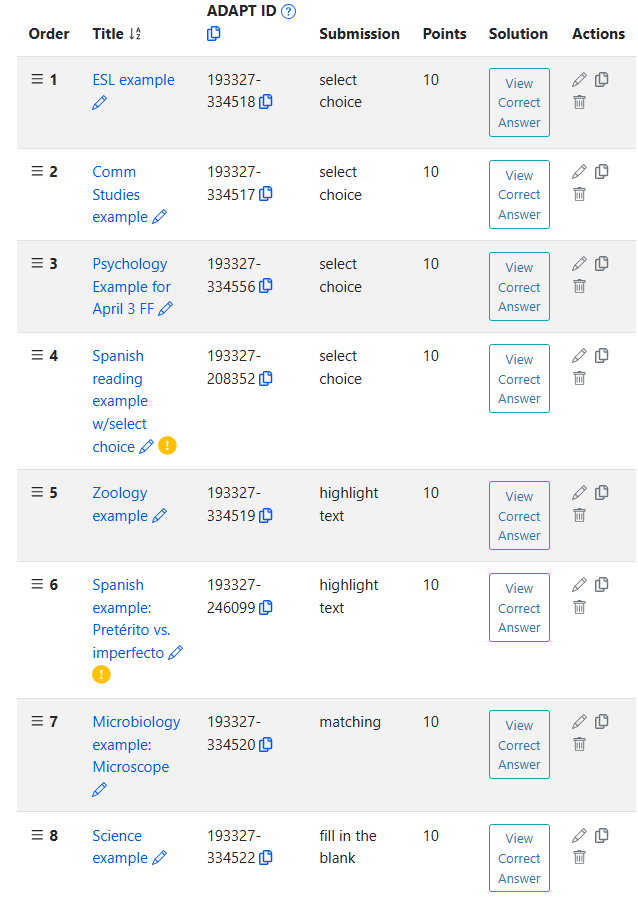 Order Title ADAPT ID Submission Points Solution Actions
1 ESL example 193327-334518 select choice 10 View Correct Answer
2 Comm Studies example 193327-334517 select choice 10 View Correct Answer
3 Psychology Example for April 3 FF 193327-334556 select choice 10 View Correct Answer
4 Spanish reading example w/select choice 193327-208352 select choice 10 View Correct Answer
5 Zoology example 193327-334519 highlight text 10 View Correct Answer
6 Spanish example: Pretérito vs. imperfecto 193327-246099 highlight text 10 View Correct Answer
7 Microbiology example: Microscope 193327-334520 matching 10 View Correct Answer
8 Science example 193327-334522 fill in the blank 10 View Correct Answer